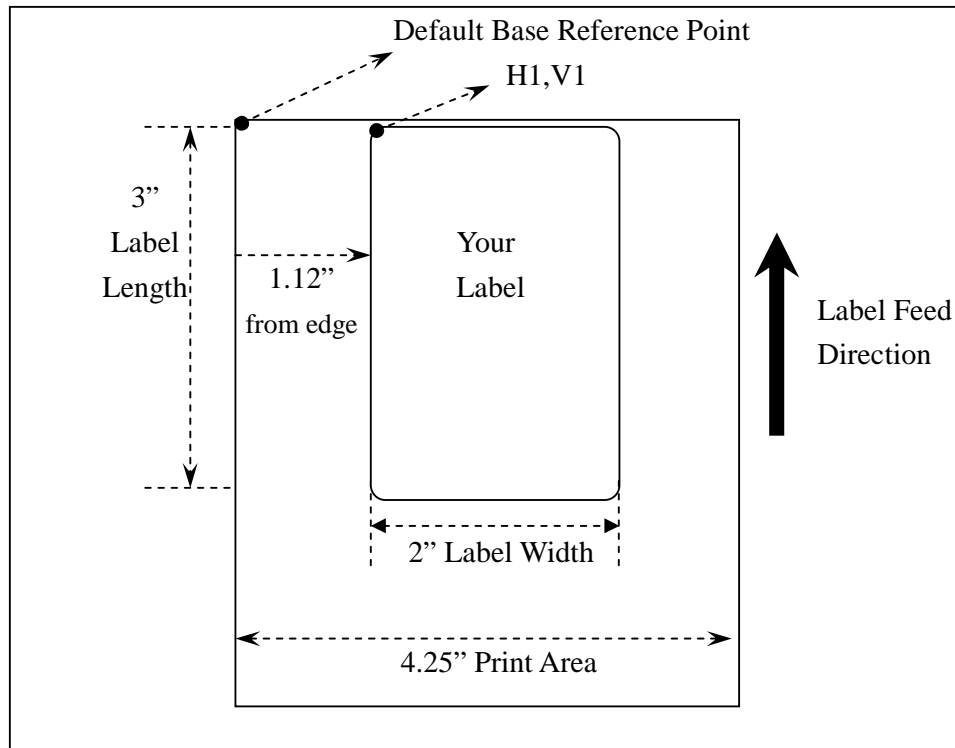 Default Base Reference Point
H1,V1
3”
Label
Length
1.12”
from edge
Your
Label
Label Feed
Direction
2” Label Width
4.25” Print Area